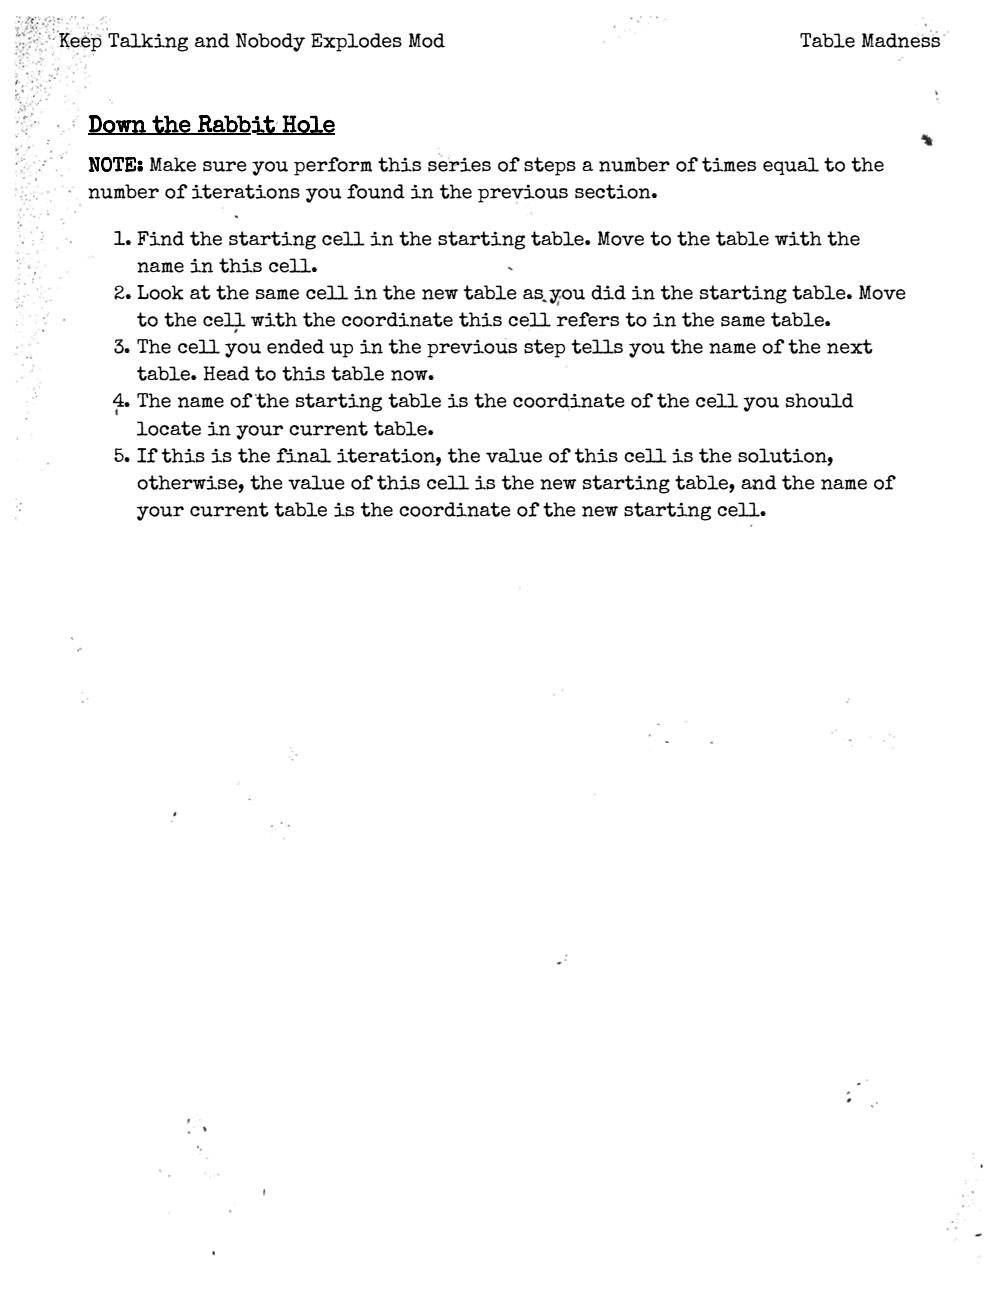 Keep Talking and Nobody Explodes Mod Table Madness
Down the Rabbit Hole
NOTE: Make sure you perform this series of steps a number of times equal to the
number of iterations you found in the previous section.
1. Find the starting cell in the starting table. Move to the table with the
name in this cell.
2. Look at the same cell in the new table as you did in the starting table. Move
to the cell with the coordinate this cell refers to in the same table.
3. The cell you ended up in the previous step tells you the name of the next
table. Head to this table now.
4. The name of the starting table is the coordinate of the cell you should
locate in your current table.
5. If this is the final iteration, the value of this cell is the solution,
otherwise, the value of this cell is the new starting table, and the name of
your current table is the coordinate of the new starting cell.